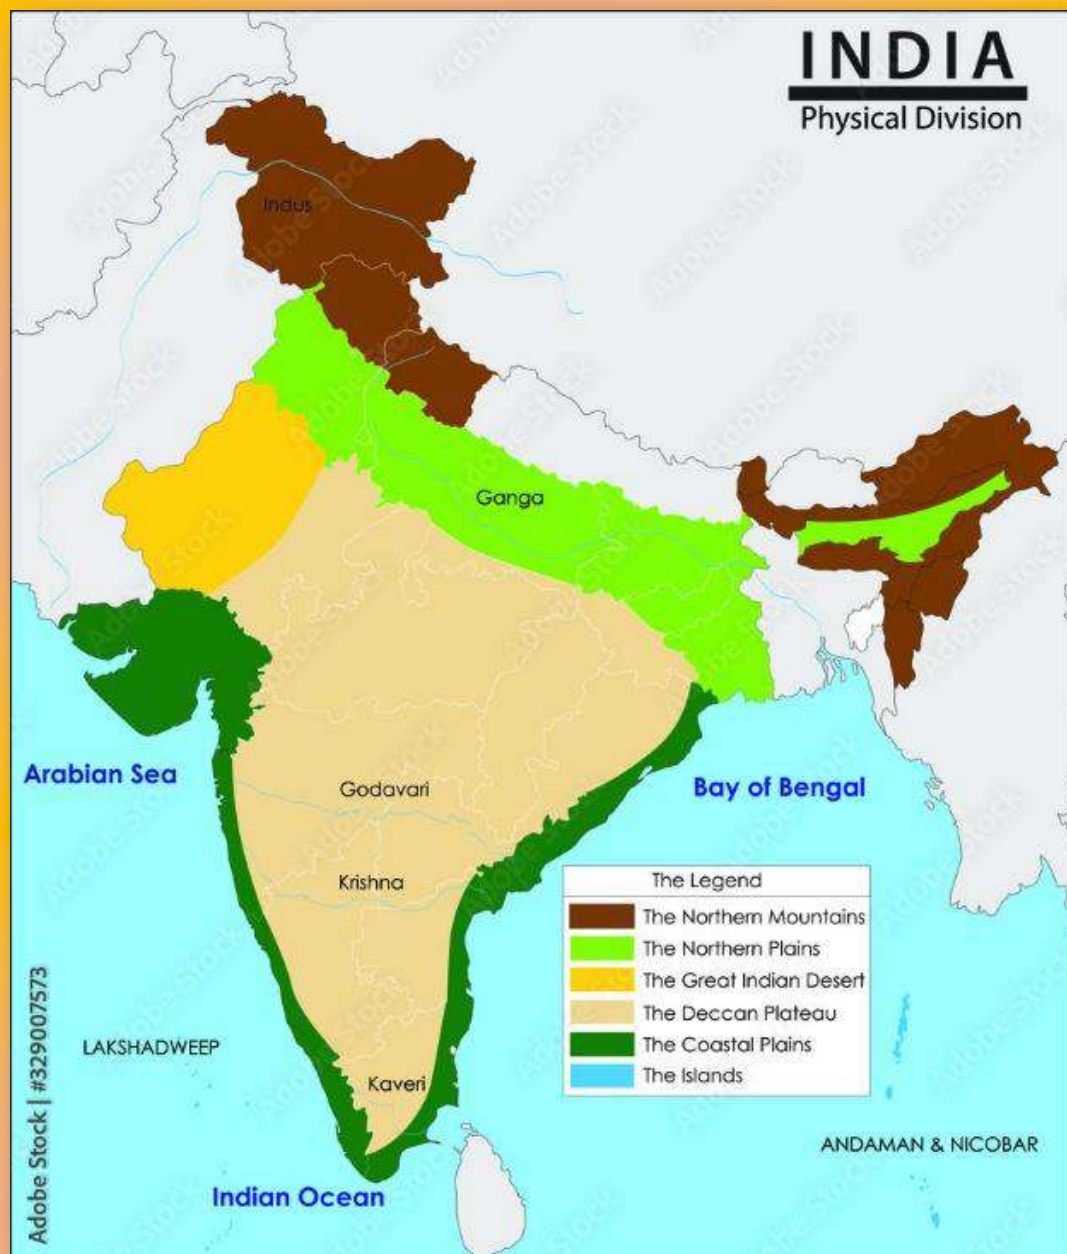 INDIA
Physical Division
Indus
Ganga
Arabian Sea
Godavari
Bay of Bengal
Krishna
The Legend
The Northern Mountains
The Northern Plains
The Great Indian Desert
The Deccan Plateau
The Coastal Plains
The Islands
LAKSHADWEEP
Kaveri
ANDAMAN & NICOBAR
Indian Ocean
Adobe Stock | #329007573